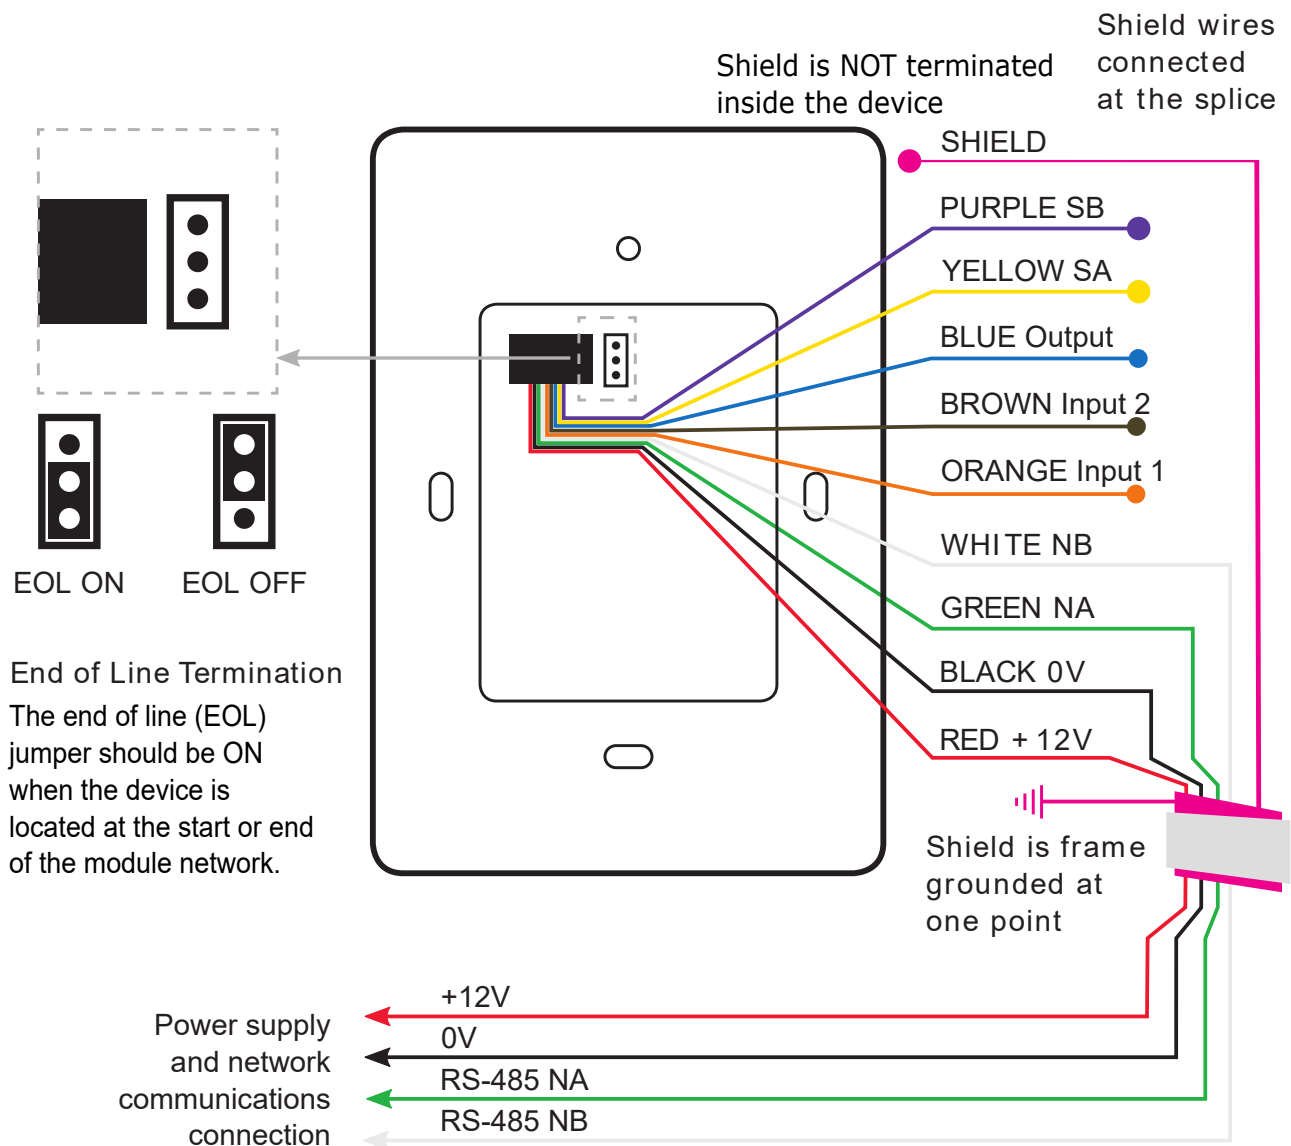 Shield wires
connected
at the splice
Shield is NOT terminated
inside the device
SHIELD
PURPLE SB
YELLOW SA
BLUE Output
BROWN Input 2
ORANGE Input 1
WHITE NB
GREEN NA
BLACK 0V
RED + 12V
EOL ON
EOL OFF
End of Line Termination
The end of line (EOL)
jumper should be ON
when the device is
located at the start or end
of the module network.
Shield is frame
grounded at
one point
Power supply
and network
communications
connection
+12V
0V
RS-485 NA
RS-485 NB